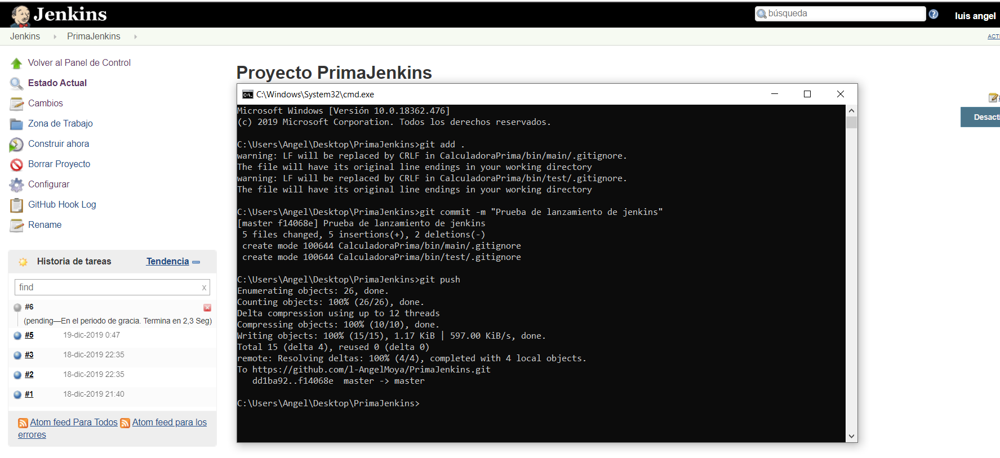 Jenkins
búsqueda
luis angel
Jenkins
PrimaJenkins
ACTI
Volver al Panel de Control
Estado Actual
Cambios
Zona de Trabajo
Construir ahora
Borrar Proyecto
Configurar
GitHub Hook Log
Rename
Historia de tareas
Tendencia
find
x
#6
(pending—En el periodo de gracia. Termina en 2,3 Seg)
#5 19-dic-2019 0:47
#3 18-dic-2019 22:35
#2 18-dic-2019 22:35
#1 18-dic-2019 21:40
Atom feed Para Todos Atom feed para los
errores
Proyecto PrimaJenkins
Desacti
C:\Windows\System32\cmd.exe
Microsoft Windows [Versión 10.0.18362.476]
(c) 2019 Microsoft Corporation. Todos los derechos reservados.
C:\Users\Angel\Desktop\PrimaJenkins>git add .
warning: LF will be replaced by CRLF in CalculadoraPrima/bin/main/.gitignore.
The file will have its original line endings in your working directory
warning: LF will be replaced by CRLF in CalculadoraPrima/bin/test/.gitignore.
The file will have its original line endings in your working directory
C:\Users\Angel\Desktop\PrimaJenkins>git commit -m "Prueba de lanzamiento de jenkins"
[master f14068e] Prueba de lanzamiento de jenkins
5 files changed, 5 insertions(+), 2 deletions(-)
create mode 100644 CalculadoraPrima/bin/main/.gitignore
create mode 100644 CalculadoraPrima/bin/test/.gitignore
C:\Users\Angel\Desktop\PrimaJenkins>git push
Enumerating objects: 26, done.
Counting objects: 100% (26/26), done.
Delta compression using up to 12 threads
Compressing objects: 100% (10/10), done.
Writing objects: 100% (15/15), 1.17 KiB | 597.00 KiB/s, done.
Total 15 (delta 4), reused 0 (delta 0)
remote: Resolving deltas: 100% (4/4), completed with 4 local objects.
To https://github.com/l-AngelMoya/PrimaJenkins.git
dd1ba92..f14068e  master -> master
C:\Users\Angel\Desktop\PrimaJenkins>